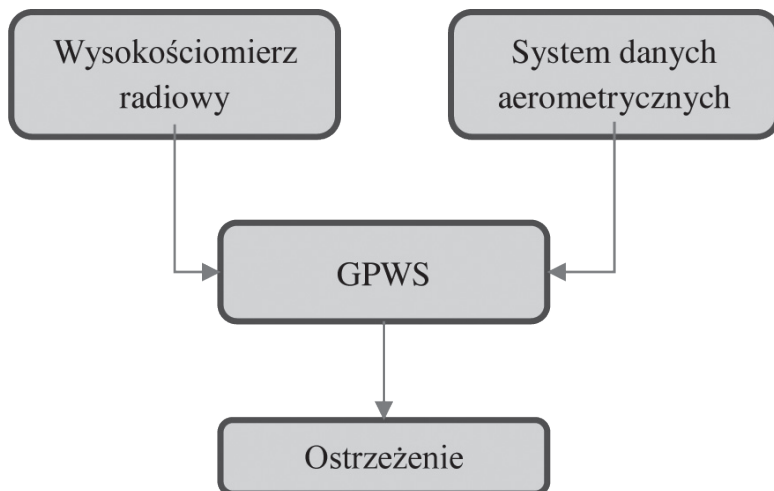 Wysokościomierz
radiowy
System danych
aerometrycznych
GPWS
Ostrzeżenie